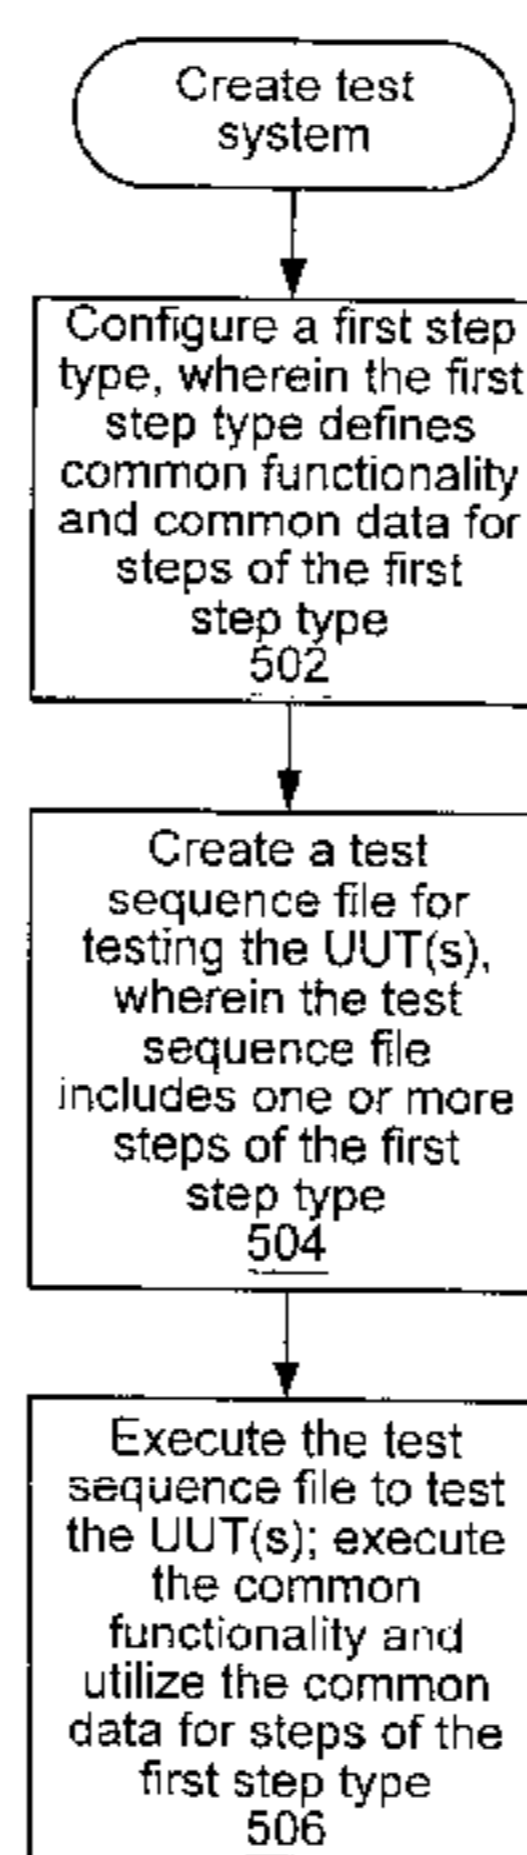 Create test
system
Configure a first step
type, wherein the first
step type defines
common functionality
and common data for
steps of the first
step type
502
Create a test
sequence file for
testing the UUT(s),
wherein the test
sequence file
includes one or more
steps of the first
step type
504
Execute the test
sequence file to test
the UUT(s); execute
the common
functionality and
utilize the common
data for steps of the
first step type
506